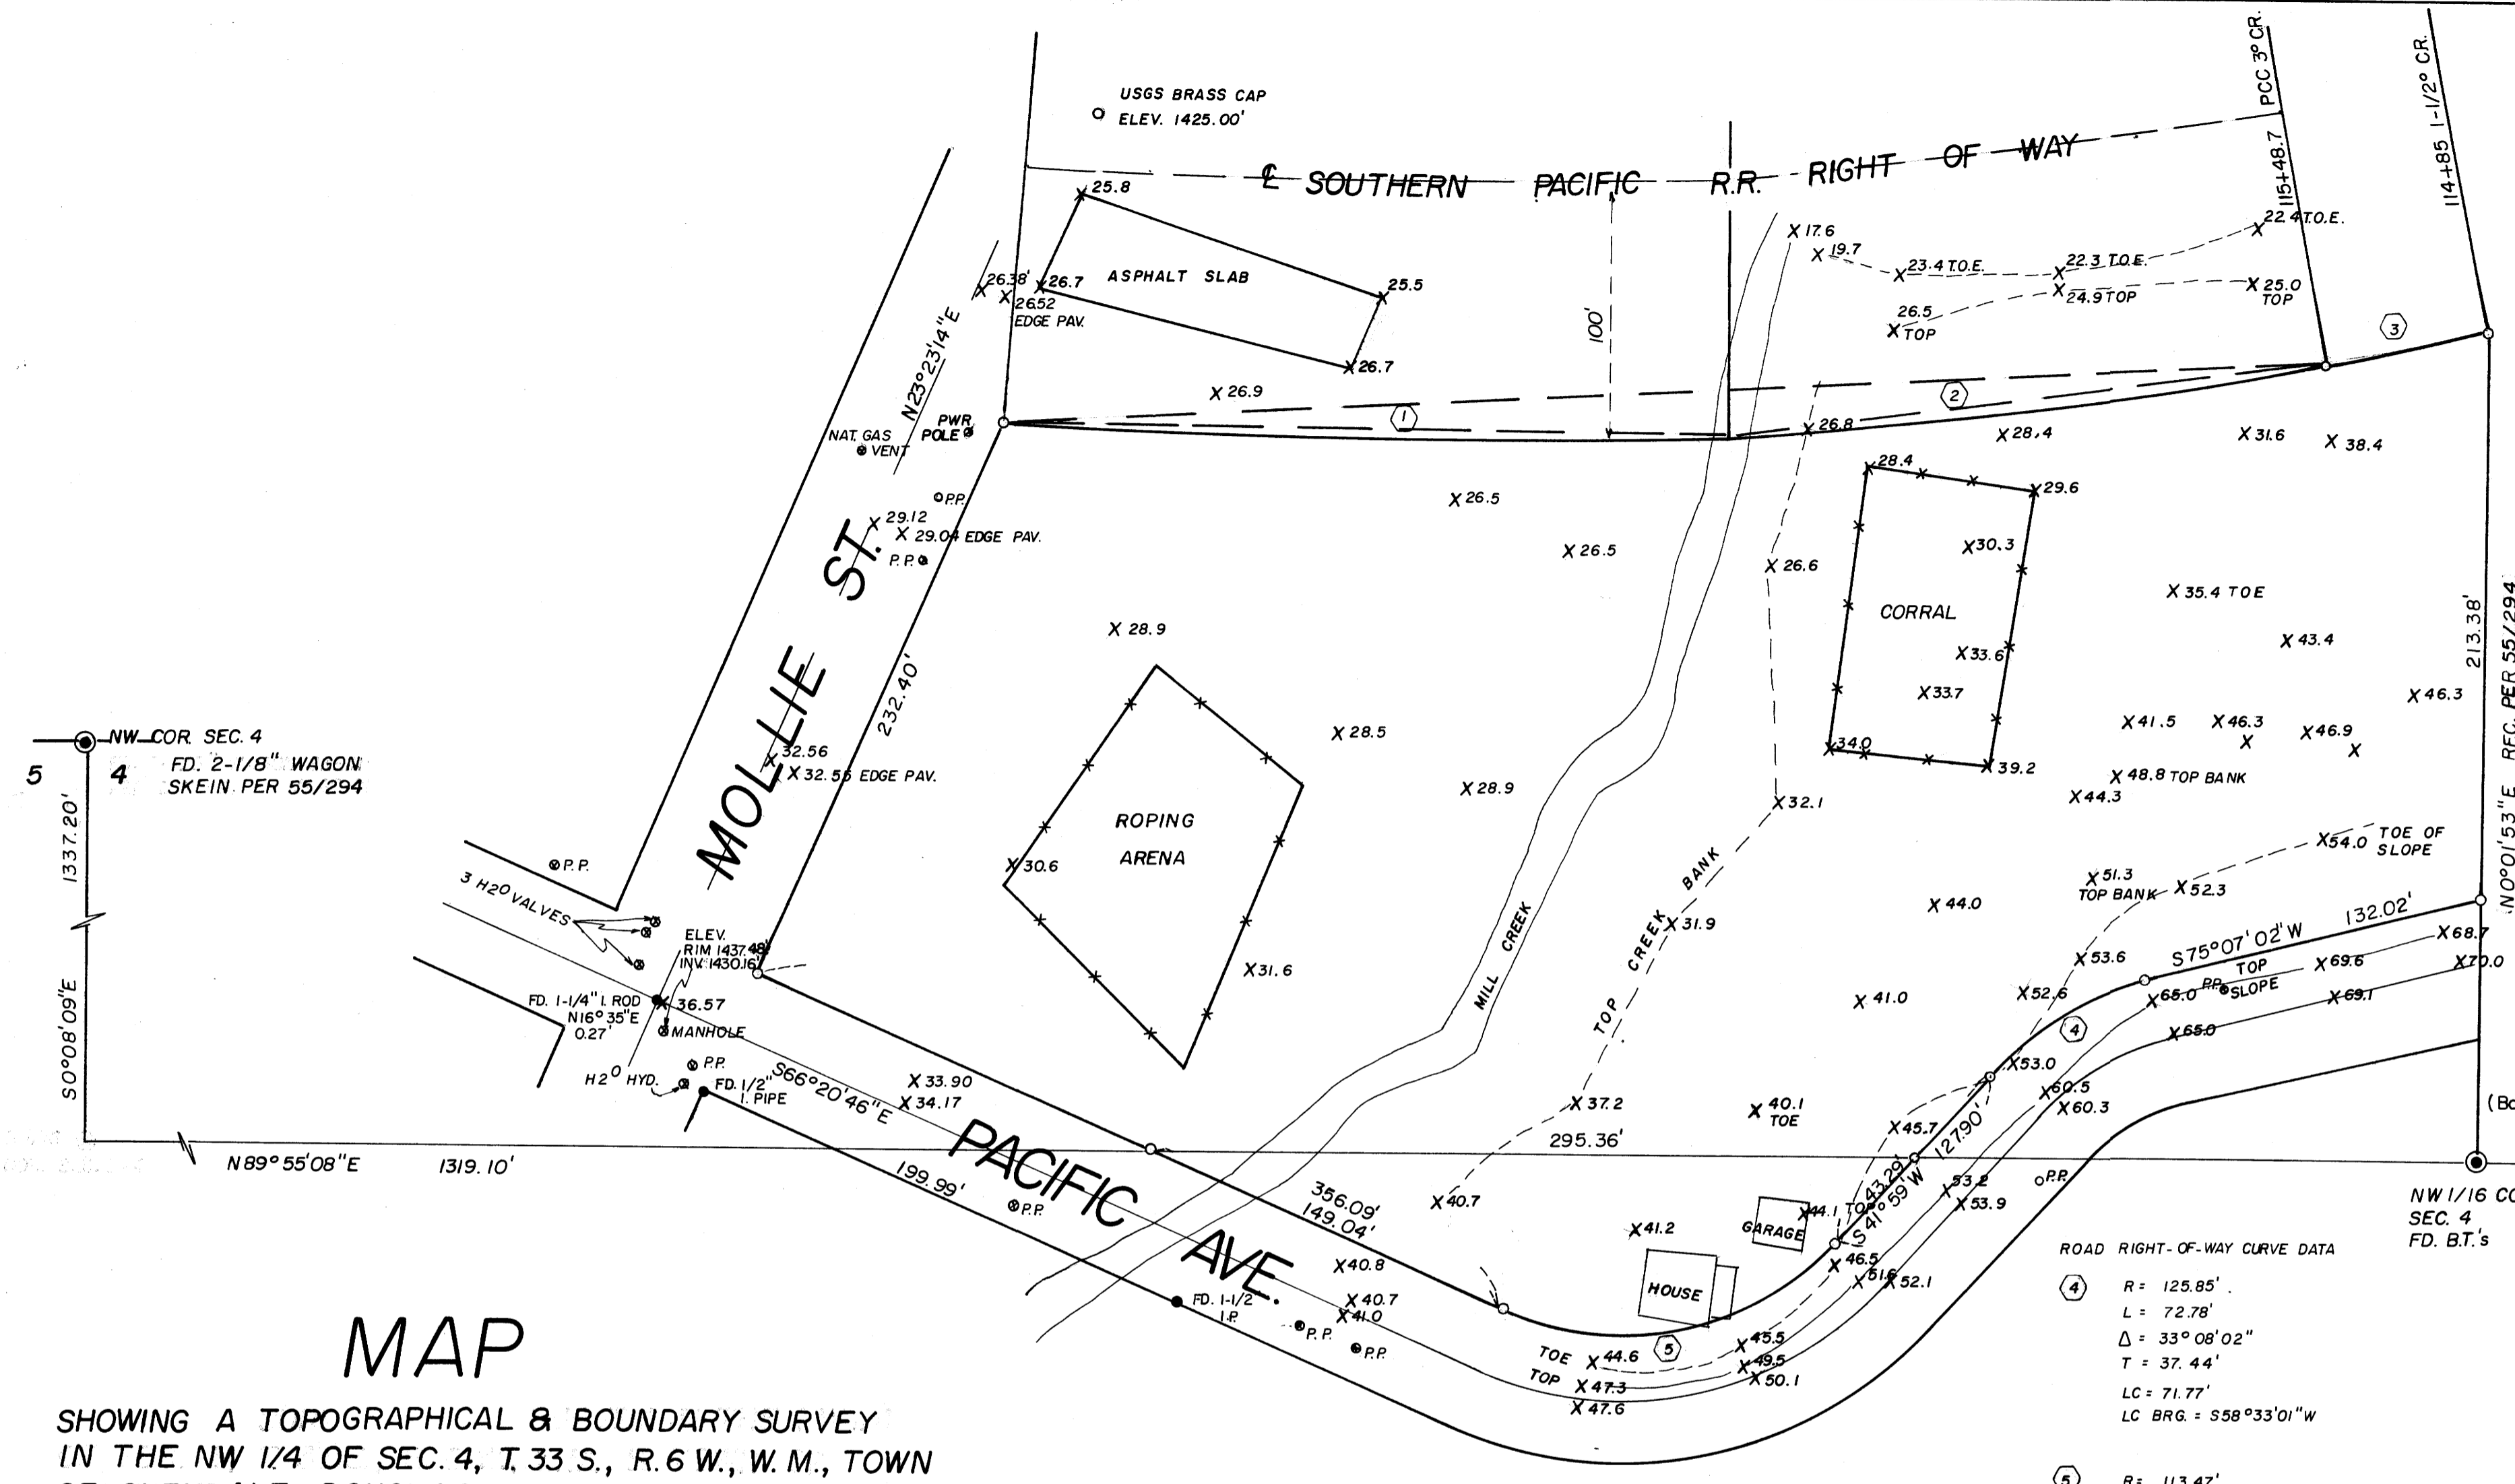 USGS BRASS CAP
ELEV. 1425.00'
℄ SOUTHERN PACIFIC R.R. RIGHT OF WAY
PCC 3° CR.
115+48.7
114+85 1-1/2° CR.
25.8
ASPHALT SLAB
26.38'
26.7
26.52
EDGE PAV.
25.5
26.7
26.9
100'
17.6
19.7
23.4 T.O.E.
22.3 T.O.E.
22.4 T.O.E.
24.9 TOP
25.0
TOP
26.5
TOP
1
2
3
N23°23'14"E
PWR.
POLE
NAT. GAS
VENT
P.P.
29.12
29.04 EDGE PAV.
P.P.
MOLLIE ST.
232.40'
32.56
32.55 EDGE PAV.
26.8
28.4
31.6
38.4
26.5
26.5
26.6
28.4
29.6
30.3
CORRAL
33.6
33.7
34.0
39.2
35.4 TOE
43.4
46.3
41.5
46.3
46.9
48.8 TOP BANK
44.3
213.38'
N0°01'53"E REC. PER 55/294
28.9
28.5
28.9
ROPING
ARENA
30.6
31.6
32.1
31.9
TOP CREEK BANK
MILL CREEK
44.0
41.0
54.0
TOE OF
SLOPE
51.3
TOP BANK
52.3
53.6
52.6
132.02'
S75°07'02"W
68.7
69.6
70.0
TOP
SLOPE
P.P.
65.0
69.1
65.0
4
53.0
60.5
60.3
NW COR. SEC. 4
FD. 2-1/8" WAGON
SKEIN PER 55/294
5
4
1337.20'
S0°08'09"E
N89°55'08"E
1319.10'
P.P.
3 H2O VALVES
ELEV.
RIM 1437.48'
INV. 1430.16'
FD. 1-1/4" I. ROD
N16°35"E
0.27'
36.57
MANHOLE
P.P.
H2O HYD.
FD. 1/2"
I. PIPE
S66°20'46"E
33.90
34.17
PACIFIC AVE.
199.99'
P.P.
FD. 1-1/2
I.P.
P.P.
P.P.
356.09'
149.04'
295.36'
37.2
40.1
TOE
40.7
41.2
40.8
40.7
41.0
45.7
127.90'
43.29'
S41°59'W
44.1 TOP
GARAGE
HOUSE
53.2
53.9
P.P.
46.5
51.6
52.1
5
45.5
49.5
50.1
TOE 44.6
TOP 47.3
47.6
(Ba
NW 1/16 CO
SEC. 4
FD. B.T.'s
ROAD RIGHT-OF-WAY CURVE DATA
4
R = 125.85'
L = 72.78'
Δ = 33°08'02"
T = 37.44'
LC = 71.77'
LC BRG. = S58°33'01"W
5
R = 113.47'
MAP
SHOWING A TOPOGRAPHICAL & BOUNDARY SURVEY
IN THE NW 1/4 OF SEC. 4, T. 33 S., R. 6 W., W. M., TOWN